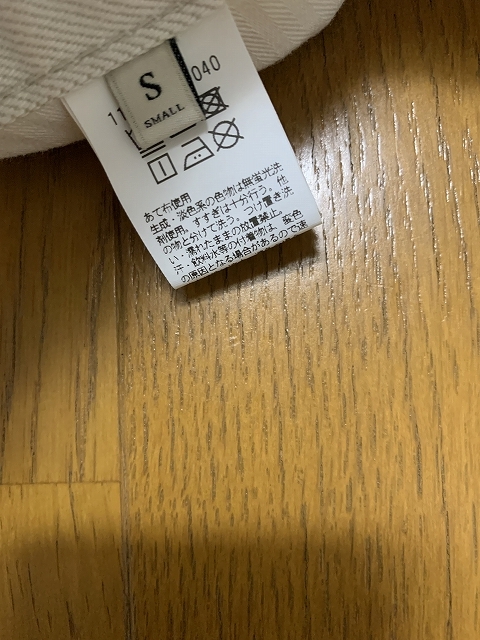 S
SMALL
11
040
あて布使用
生成・淡色系の色物は無蛍光洗
剤使用。すすぎは十分行う。他
の物と分けて洗う。つけ置き洗
い・濡れたままの放置禁止。変色
汗・飲料水等の付着物は、
の原因となる場合があるので速